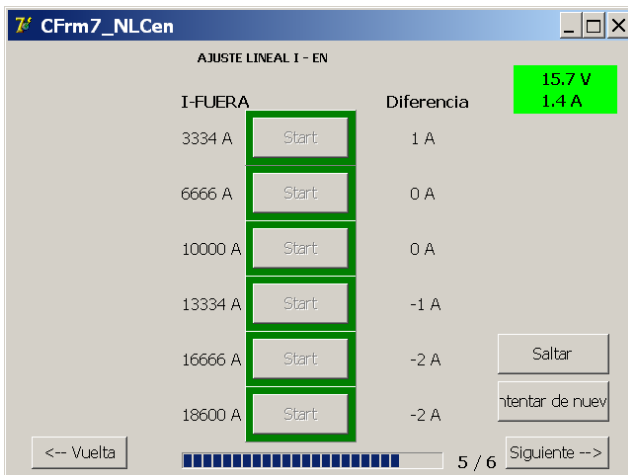 CFrm7_NLCen
AJUSTE LINEAL I - EN
15.7 V
1.4 A
I-FUERA Diferencia
3334 A Start 1 A
6666 A Start 0 A
10000 A Start 0 A
13334 A Start -1 A
16666 A Start -2 A
Saltar
ntentar de nuev
18600 A Start -2 A
<-- Vuelta 5 / 6 Siguiente -->